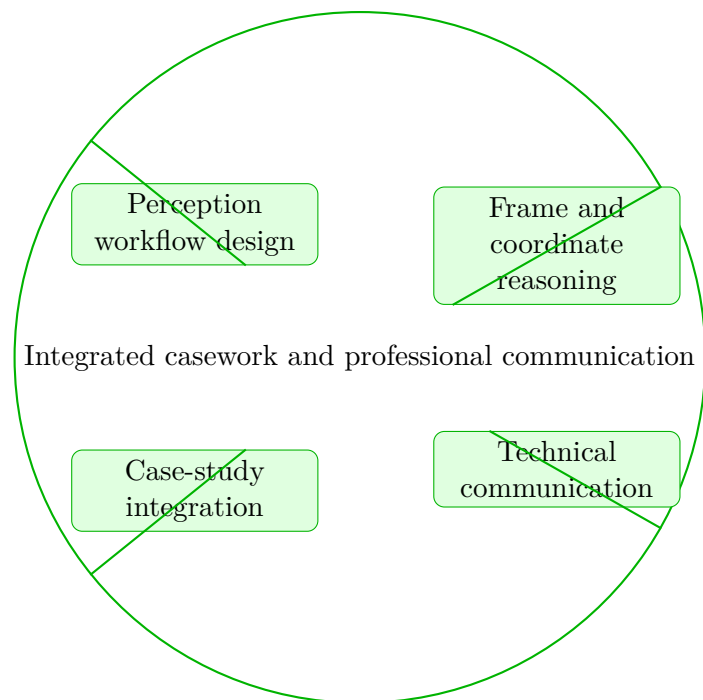 Perception
workflow design
Frame and
coordinate
reasoning
Integrated casework and professional communication
Case-study
integration
Technical
communication